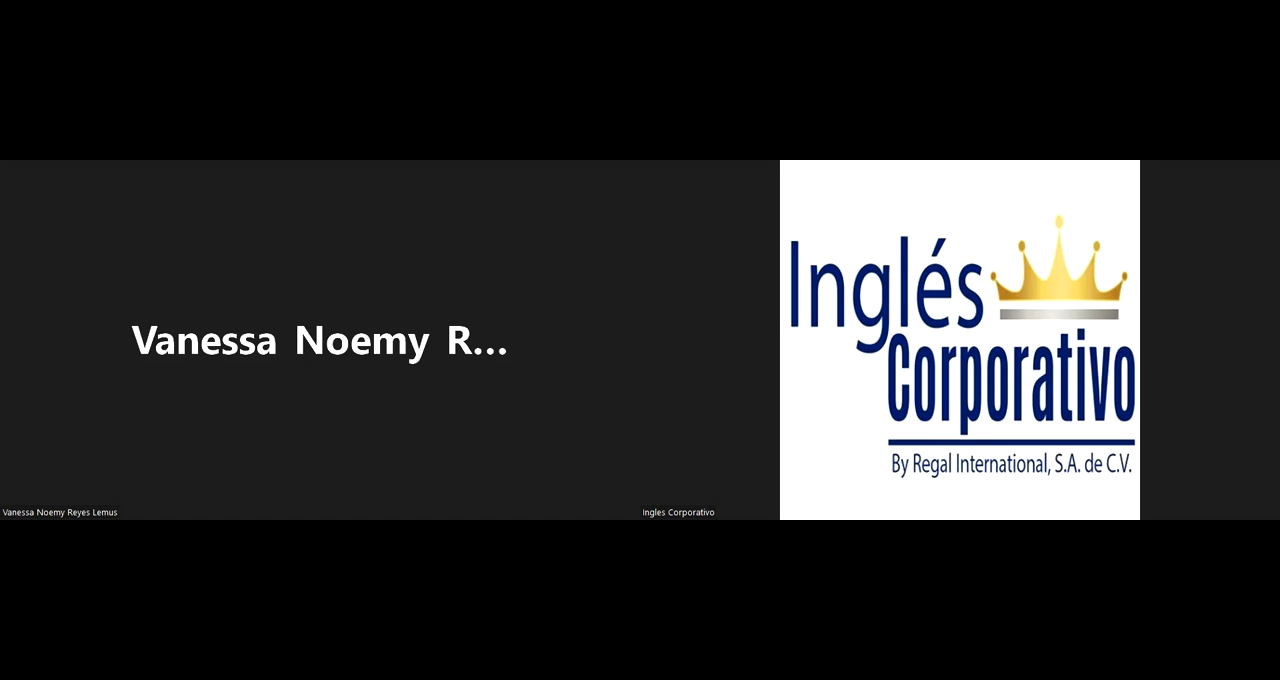 Vanessa Noemy R...
Vanessa Noemy Reyes Lemus
Inglés
Corporativo
By Regal International, S.A. de C.V.
Ingles Corporativo